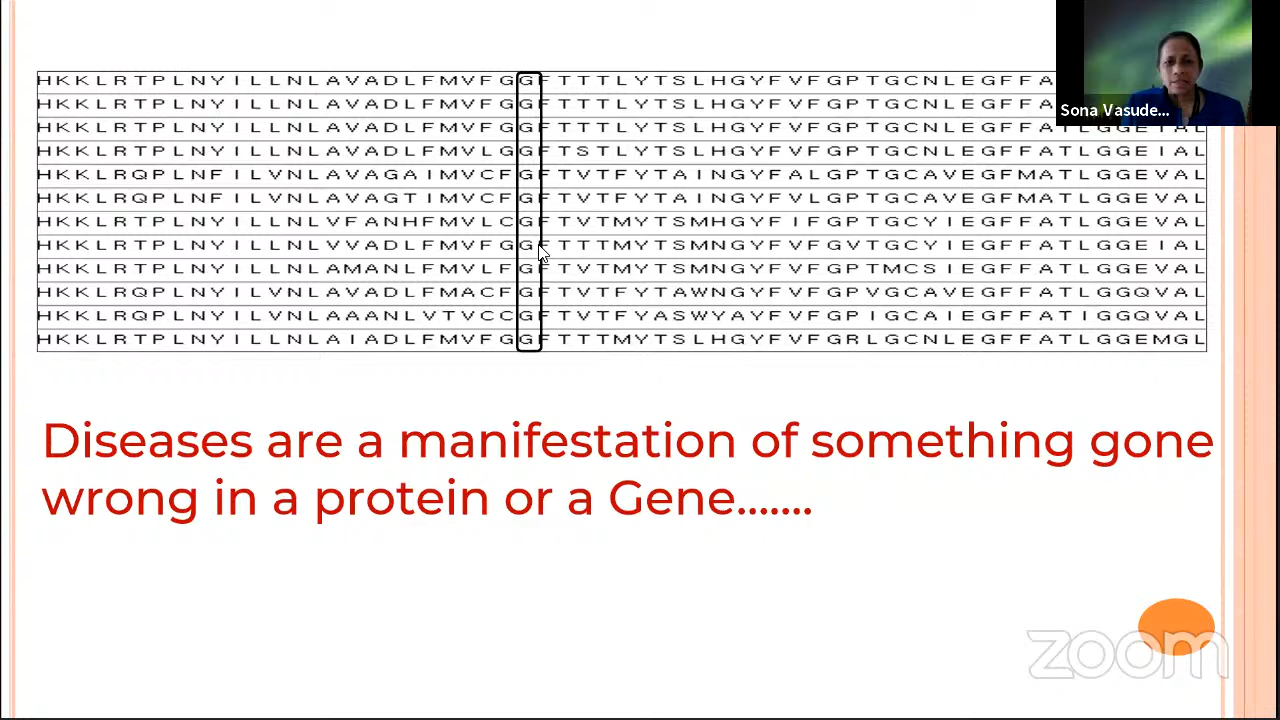 HKKLRTPLNYILLNLAVADLFMVFGGFTTTLYTSLHGYFVFGPTGCNLEGFFA
HKKLRTPLNYILLNLAVADLFMVFGGFTTTLYTSLHGYFVFGPTGCNLEGFFA
Sona Vasude...
HKKLRTPLNYILLNLAVADLFMVFGGFTTTLYTSLHGYFVFGPTGCNLEGFFATLGGEIAL
HKKLRTPLNYILLNLAVADLFMVLGGFTSTLYTSLHGYFVFGPTGCNLEGFFATLGGEIAL
HKKLRQPLNFILVNLAVAGAIMVCFGFTVTFYTAINGYFALGPTGCAVEGFMATLGGEVAL
HKKLRQPLNFILVNLAVAGTIMVCFGFTVTFYTAINGYFVLGPTGCAVEGFMATLGGEVAL
HKKLRTPLNYILLNLVFANHFMVLCGFTVTMYTSMHGYFIFGPTGCYIEGFFATLGGEVAL
HKKLRTPLNYILLNLVVADLFMVFGGFTTTMYTSMNGYFVFGVTGCYIEGFFATLGGEIAL
HKKLRTPLNYILLNLAMANLFMVLFGFTVTMYTSMNGYFVFGPTMCSIEGFFATLGGEVAL
HKKLRQPLNYILVNLAVADLFMACFGFTVTFYTAWNGYFVFGPVGCAVEGFFATLGGQVAL
HKKLRQPLNYILVNLAAANLVTVCCGFTVTFYASWYAYFVFGPIGCAIEGFFATIGGQVAL
HKKLRTPLNYILLNLAIADLFMVFGGFTTTMYTSLHGYFVFGRLGCNLEGFFATLGGEMGL
Diseases are a manifestation of something gone
wrong in a protein or a Gene.......
zoom